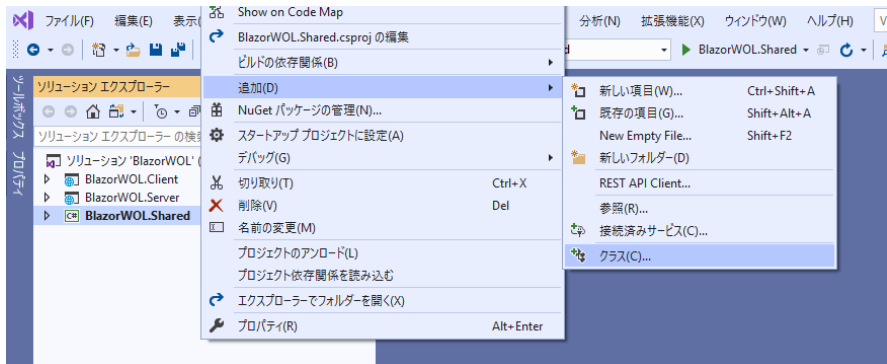 ファイル(F) 編集(E) 表示( 分析(N) 拡張機能(X) ウィンドウ(W) ヘルプ(H)
BlazorWOL.Shared
ツールボックス
プロパティ
ソリューション エクスプローラー
ソリューション エクスプローラー の検索
ソリューション 'BlazorWOL' (
BlazorWOL.Client
BlazorWOL.Server
C# BlazorWOL.Shared
Show on Code Map
BlazorWOL.Shared.csproj の編集
ビルドの依存関係(B)
追加(D)
NuGet パッケージの管理(N)...
スタートアップ プロジェクトに設定(A)
デバッグ(G)
切り取り(T) Ctrl+X
削除(V) Del
名前の変更(M)
プロジェクトのアンロード(L)
プロジェクト依存関係を読み込む
エクスプローラーでフォルダーを開く(X)
プロパティ(R) Alt+Enter
新しい項目(W)... Ctrl+Shift+A
既存の項目(G)... Shift+Alt+A
New Empty File... Shift+F2
新しいフォルダー(D)
REST API Client...
参照(R)...
接続済みサービス(C)...
クラス(C)...